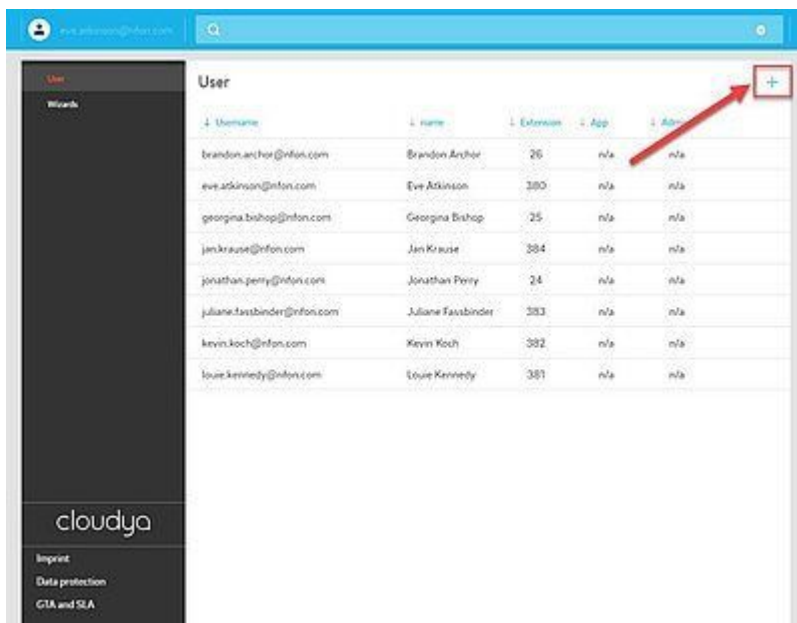 eve.atkinson@nfon.com
User
Wizards
User
↓ Username ↓ name ↓ Extension ↓ App ↓
brandon.archor@nfon.com Brandon Archor 26 n/a n/a
eve.atkinson@nfon.com Eve Atkinson 380 n/a n/a
georgina.bishop@nfon.com Georgina Bishop 25 n/a n/a
jan.krause@nfon.com Jan Krause 384 n/a n/a
jonathan.perry@nfon.com Jonathan Perry 24 n/a n/a
juliane.fassbinder@nfon.com Juliane Fassbinder 383 n/a n/a
kevin.koch@nfon.com Kevin Koch 382 n/a n/a
louie.kennedy@nfon.com Louie Kennedy 381 n/a n/a
cloudya
Imprint
Data protection
GTA and SLA